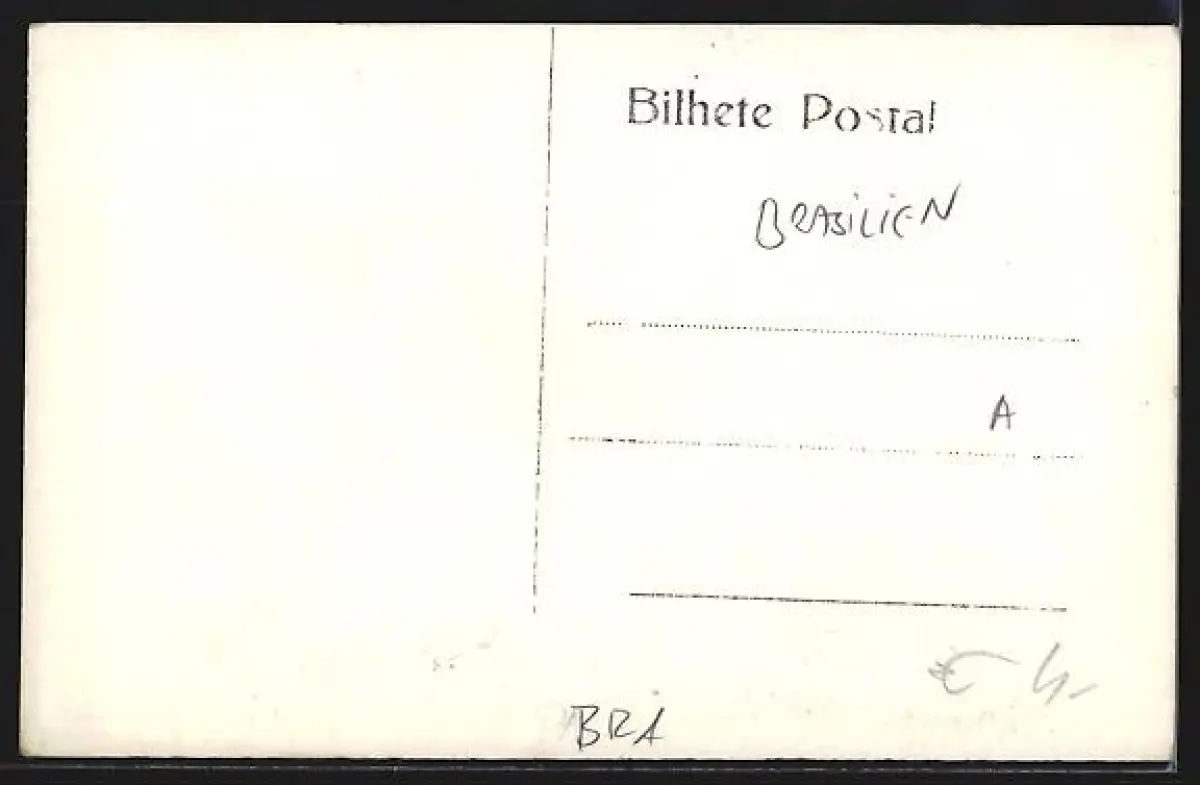 Bilhete Postal
BRASILIEN
A
€ 4,-
BRA